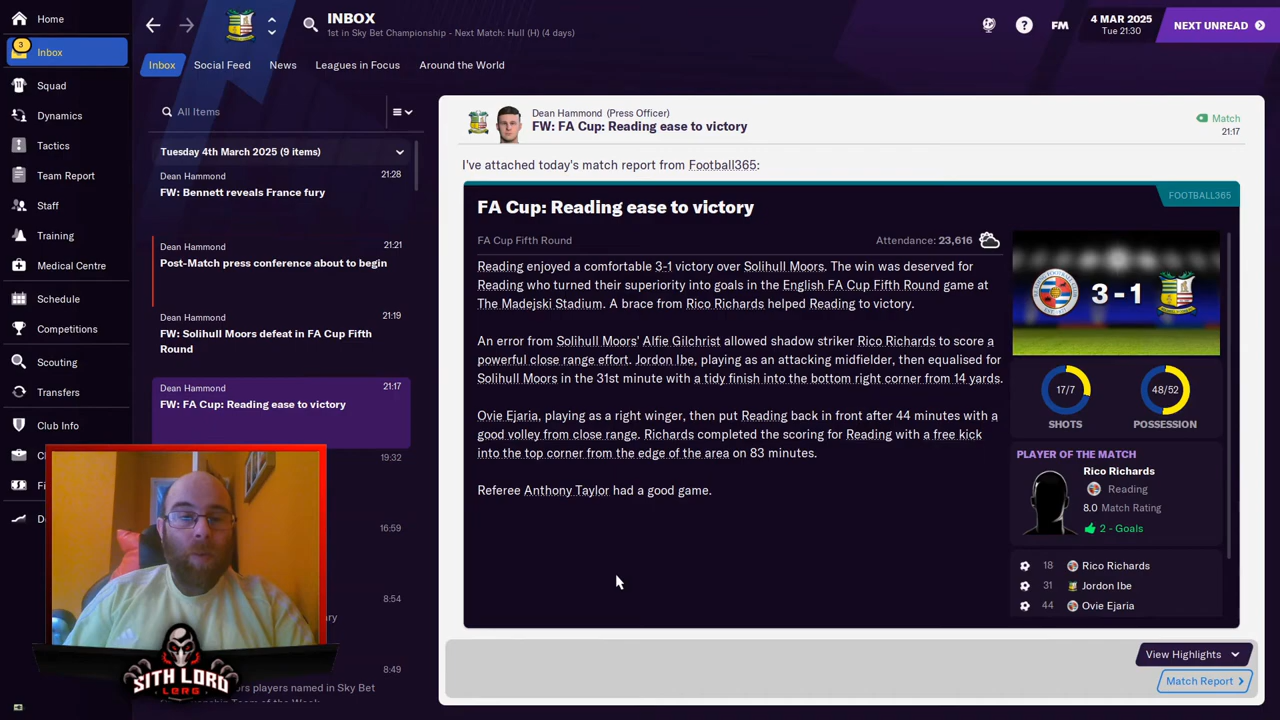 Home
3
Inbox
Squad
Dynamics
Tactics
Team Report
Staff
Training
Medical Centre
Schedule
Competitions
Scouting
Transfers
Club Info
INBOX
1st in Sky Bet Championship - Next Match: Hull (H) (4 days)
?
FM
4 MAR 2025
Tue 21:30
NEXT UNREAD
Inbox
Social Feed
News
Leagues in Focus
Around the World
All Items
Tuesday 4th March 2025 (9 items)
Dean Hammond 21:28
FW: Bennett reveals France fury
Dean Hammond 21:21
Post-Match press conference about to begin
Dean Hammond 21:19
FW: Solihull Moors defeat in FA Cup Fifth
Round
Dean Hammond 21:17
FW: FA Cup: Reading ease to victory
19:32
16:59
8:54
8:49
rs players named in Sky Bet
Dean Hammond (Press Officer)
FW: FA Cup: Reading ease to victory
Match
21:17
I've attached today's match report from Football365:
FOOTBALL365
FA Cup: Reading ease to victory
FA Cup Fifth Round
Attendance: 23,616
Reading enjoyed a comfortable 3-1 victory over Solihull Moors. The win was deserved for
Reading who turned their superiority into goals in the English FA Cup Fifth Round game at
The Madejski Stadium. A brace from Rico Richards helped Reading to victory.
An error from Solihull Moors' Alfie Gilchrist allowed shadow striker Rico Richards to score a
powerful close range effort. Jordon Ibe, playing as an attacking midfielder, then equalised for
Solihull Moors in the 31st minute with a tidy finish into the bottom right corner from 14 yards.
Ovie Ejaria, playing as a right winger, then put Reading back in front after 44 minutes with a
good volley from close range. Richards completed the scoring for Reading with a free kick
into the top corner from the edge of the area on 83 minutes.
Referee Anthony Taylor had a good game.
3 - 1
17/7
SHOTS
48/52
POSSESSION
PLAYER OF THE MATCH
Rico Richards
Reading
8.0 Match Rating
2 - Goals
18 Rico Richards
31 Jordon Ibe
44 Ovie Ejaria
View Highlights
Match Report
SITH LORD
LERG